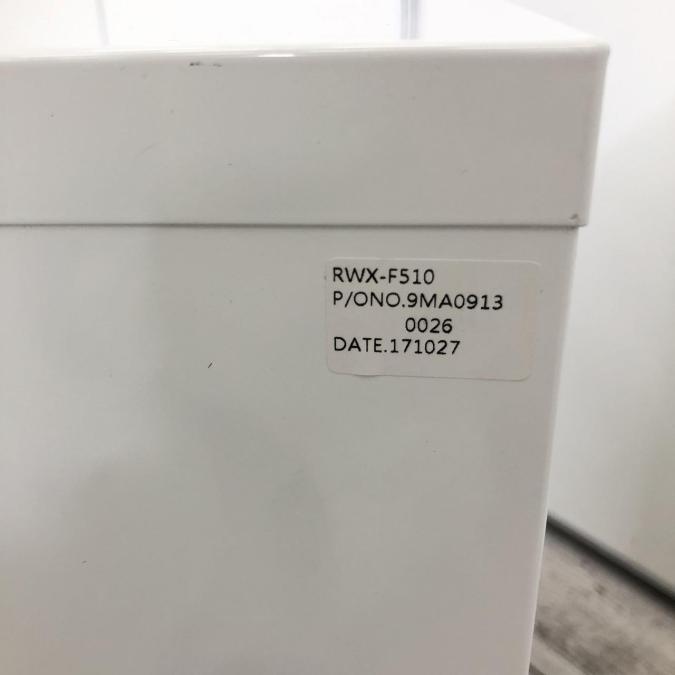 RWX-F510
P/ONO.9MA0913
0026
DATE.171027